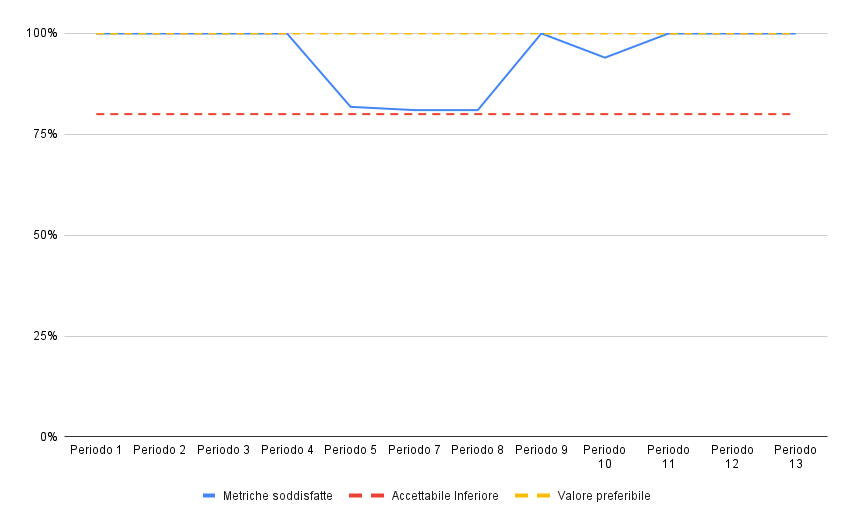 100%
75%
50%
25%
0%
Periodo 1 Periodo 2 Periodo 3 Periodo 4 Periodo 5 Periodo 7 Periodo 8 Periodo 9 Periodo 10 Periodo 11 Periodo 12 Periodo 13
Metriche soddisfatte Accettabile Inferiore Valore preferibile